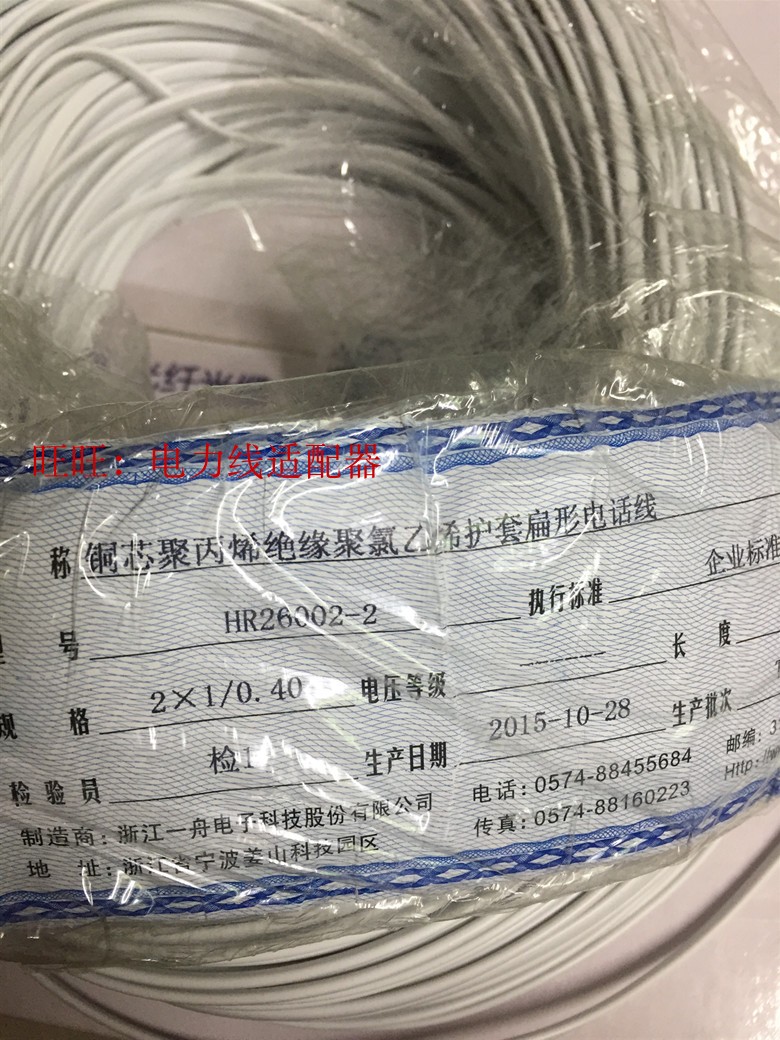 旺旺：电力线适配器
称 铜芯聚丙烯绝缘聚氯乙烯护套扁形电话线
号 HR26002-2 执行标准 企业标准
规格 2×1/0.40 电压等级 ------- 长度
检验员 检1 生产日期 2015-10-28 生产批次
制造商：浙江一舟电子科技股份有限公司 电话：0574-88455684 邮编：3
地址：浙江省宁波姜山科技园区 传真：0574-88160223 Http://w